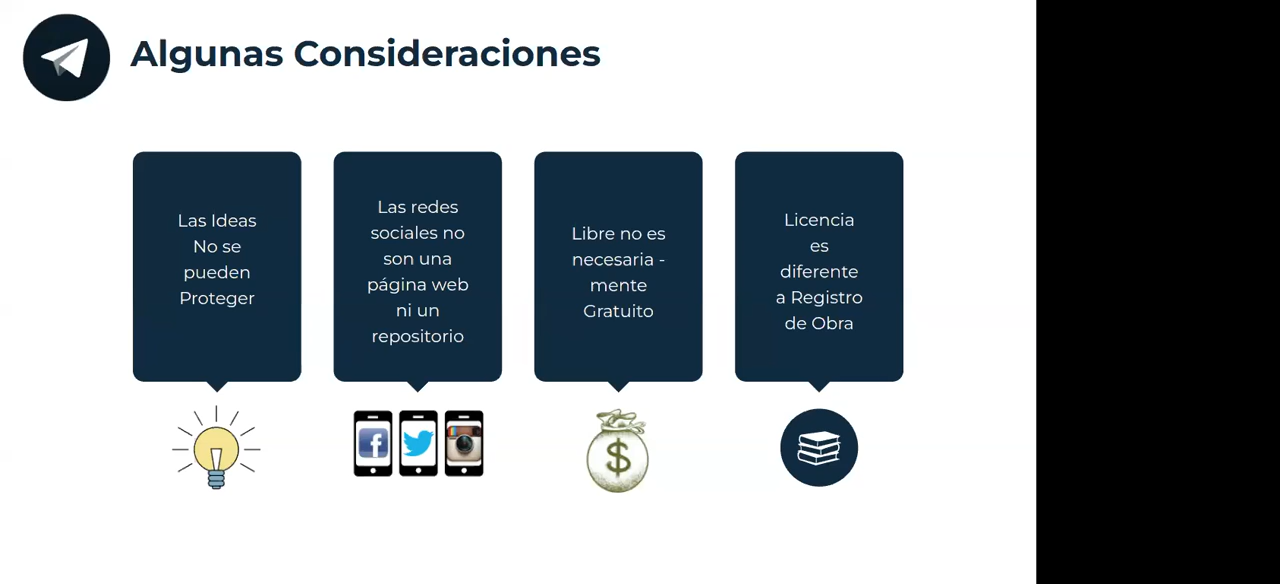 Algunas Consideraciones
Las Ideas
No se
pueden
Proteger
Las redes
sociales no
son una
página web
ni un
repositorio
Libre no es
necesaria -
mente
Gratuito
Licencia
es
diferente
a Registro
de Obra
f
$